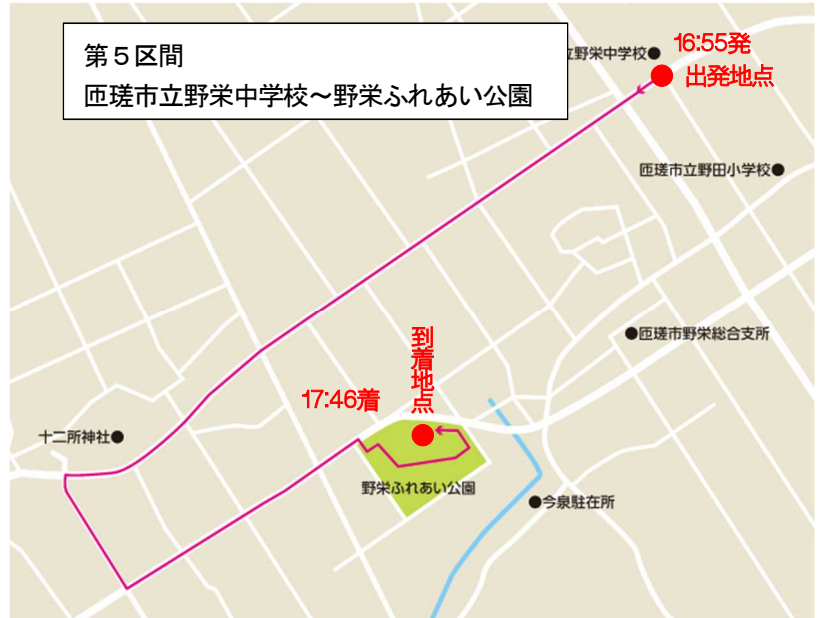 第５区間
匝瑳市立野栄中学校～野栄ふれあい公園
立野栄中学校
16:55発
出発地点
匝瑳市立野田小学校
匝瑳市野栄総合支所
到着地点
17:46着
十二所神社
野栄ふれあい公園
今泉駐在所